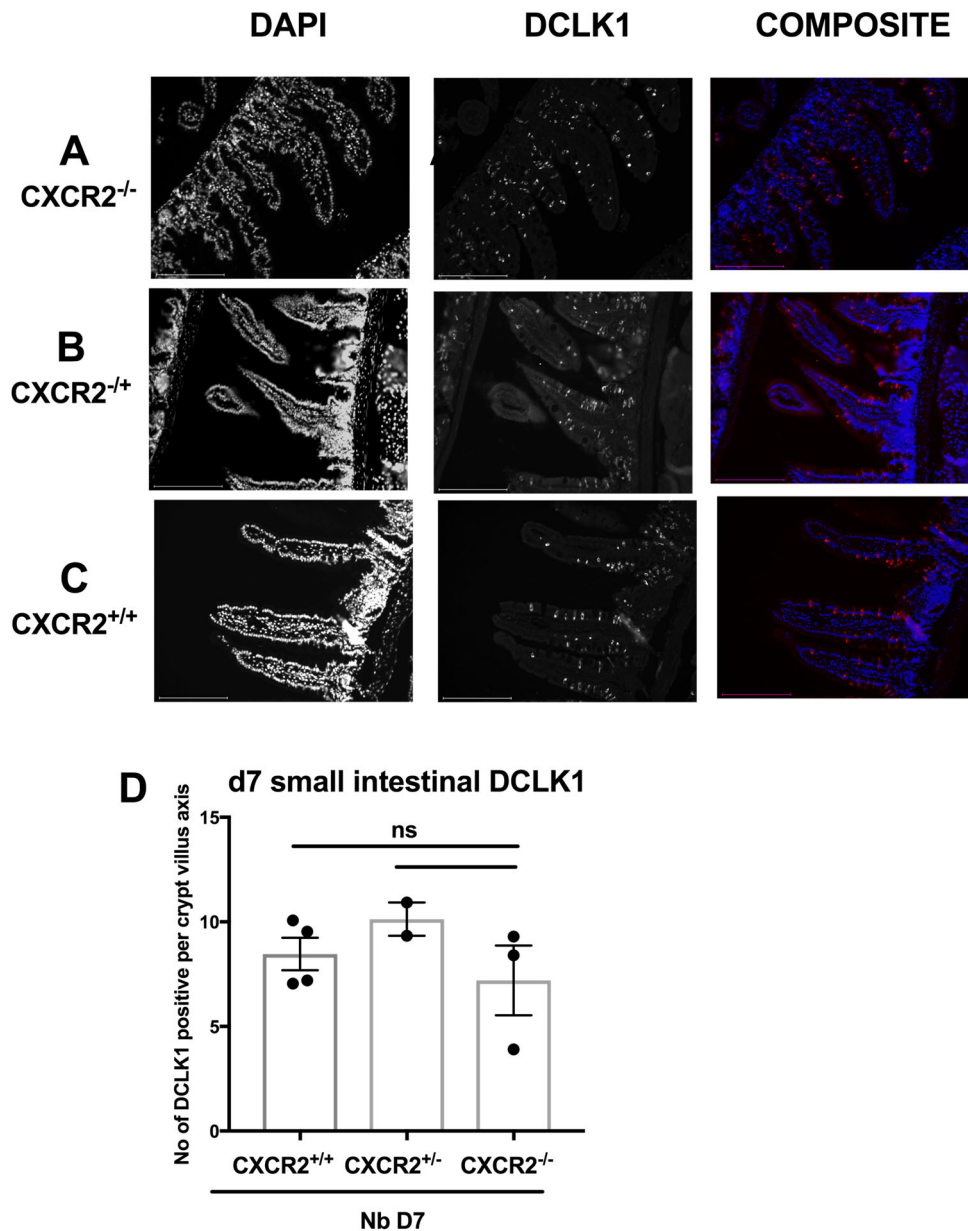 DAPI DCLK1 COMPOSITE
A
CXCR2-/-
B
CXCR2-/+
C
CXCR2+/+
D d7 small intestinal DCLK1
No of DCLK1 positive per crypt villus axis
15
10
5
0
ns
CXCR2+/+ CXCR2+/- CXCR2-/-
Nb D7